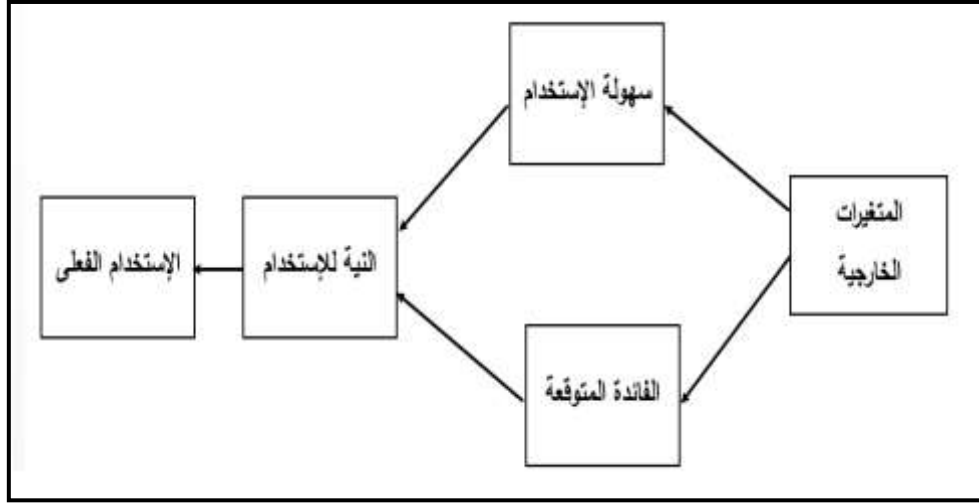 سهولة الإستخدام
المتغيرات
الخارجية
النية للإستخدام
الإستخدام الفعلى
الفائدة المتوقعة